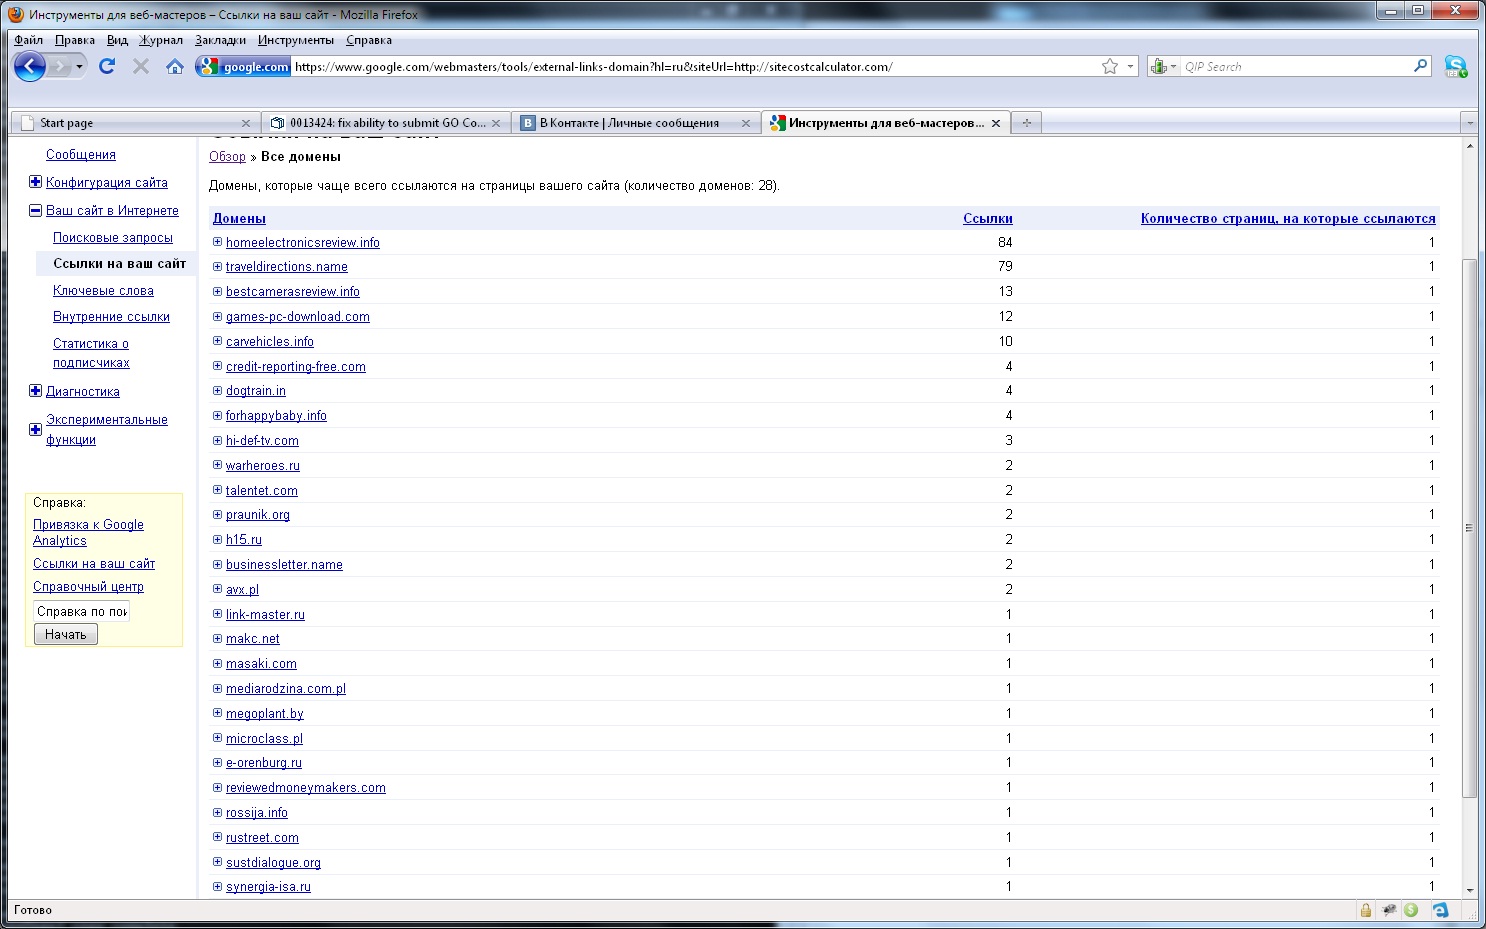 Инструменты для веб-мастеров – Ссылки на ваш сайт - Mozilla Firefox
Файл Правка Вид Журнал Закладки Инструменты Справка
google.com https://www.google.com/webmasters/tools/external-links-domain?hl=ru&siteUrl=http://sitecostcalculator.com/
QIP Search
Start page
0013424: fix ability to submit GO Co...
В Контакте | Личные сообщения
Инструменты для веб-мастеров...
Сообщения
Конфигурация сайта
Ваш сайт в Интернете
Поисковые запросы
Ссылки на ваш сайт
Ключевые слова
Внутренние ссылки
Статистика о
подписчиках
Диагностика
Экспериментальные
функции
Справка:
Привязка к Google
Analytics
Ссылки на ваш сайт
Справочный центр
Справка по пои
Начать
Обзор » Все домены
Домены, которые чаще всего ссылаются на страницы вашего сайта (количество доменов: 28).
Домены Ссылки Количество страниц, на которые ссылаются
homeelectronicsreview.info 84 1
traveldirections.name 79 1
bestcamerasreview.info 13 1
games-pc-download.com 12 1
carvehicles.info 10 1
credit-reporting-free.com 4 1
dogtrain.in 4 1
forhappybaby.info 4 1
hi-def-tv.com 3 1
warheroes.ru 2 1
talentet.com 2 1
praunik.org 2 1
h15.ru 2 1
businessletter.name 2 1
avx.pl 2 1
link-master.ru 1 1
makc.net 1 1
masaki.com 1 1
mediarodzina.com.pl 1 1
megoplant.by 1 1
microclass.pl 1 1
e-orenburg.ru 1 1
reviewedmoneymakers.com 1 1
rossija.info 1 1
rustreet.com 1 1
sustdialogue.org 1 1
synergia-isa.ru 1 1
Готово